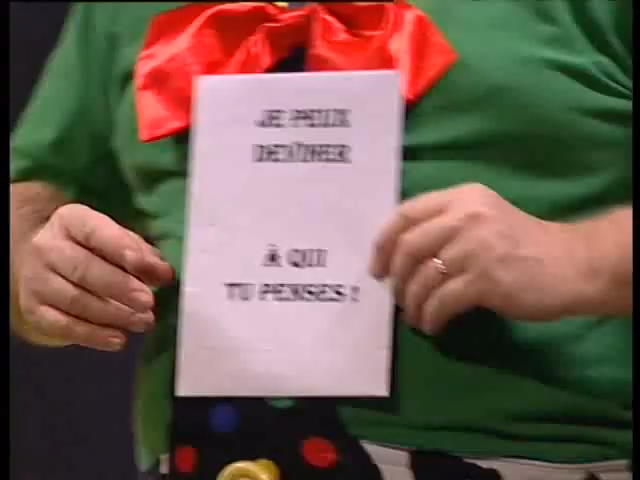 JE PEUX
DEVINER
À QUI
TU PENSES !